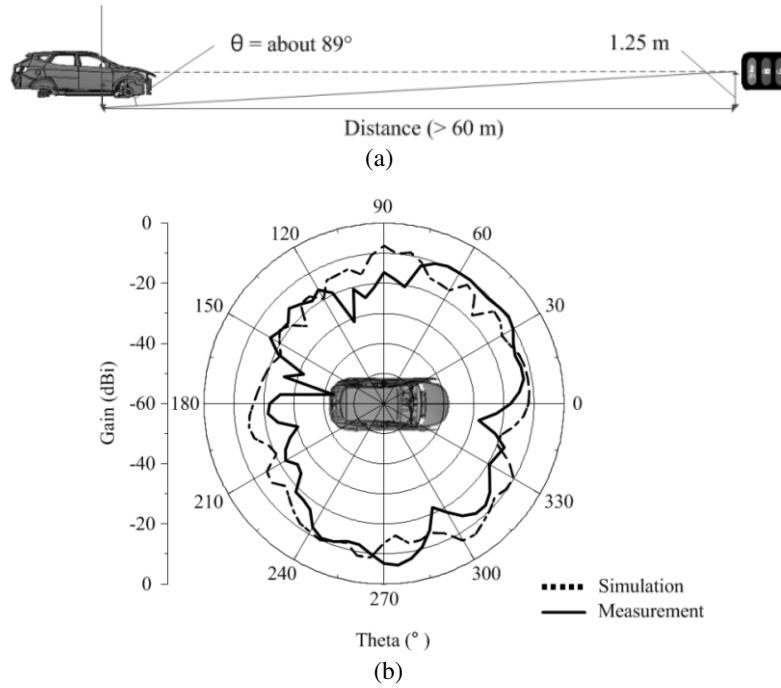 θ = about 89°
1.25 m
Distance (> 60 m)
(a)
0
-20
-40
-60
-40
-20
0
Gain (dBi)
90
60
30
0
330
300
270
240
210
180
150
120
Theta (°)
Simulation
Measurement
(b)